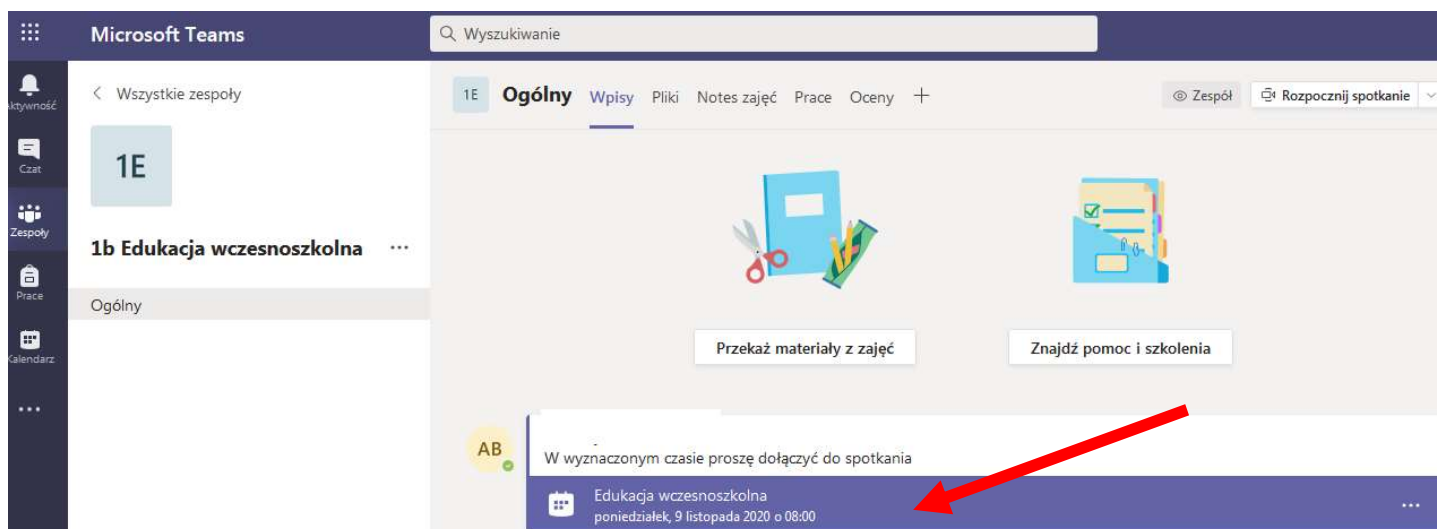 Microsoft Teams
Wyszukiwanie
Aktywność
Czat
Zespoły
Prace
Kalendarz
Wszystkie zespoły
1E
1b Edukacja wczesnoszkolna
Ogólny
1E Ogólny Wpisy Pliki Notes zajęć Prace Oceny
Zespół Rozpocznij spotkanie
Przekaż materiały z zajęć Znajdź pomoc i szkolenia
AB
W wyznaczonym czasie proszę dołączyć do spotkania
Edukacja wczesnoszkolna
poniedziałek, 9 listopada 2020 o 08:00